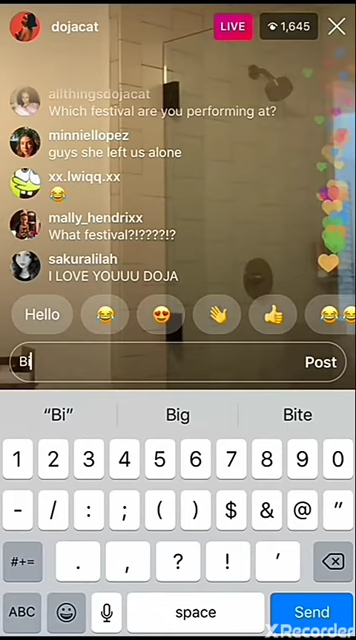 dojacat
LIVE
1,645
allthingsdojacat
Which festival are you performing at?
minniellopez
guys she left us alone
xx.lwiqq.xx
😂
mally_hendrixx
What festival?!?????!?
sakuralilah
I LOVE YOUUU DOJA
Hello 😂 😍 👋 👍 😂😂
Bi
Post
“Bi” Big Bite
1 2 3 4 5 6 7 8 9 0
- / : ; ( ) $ & @ "
#+= . , ? ! '
ABC space Send
XRecorder